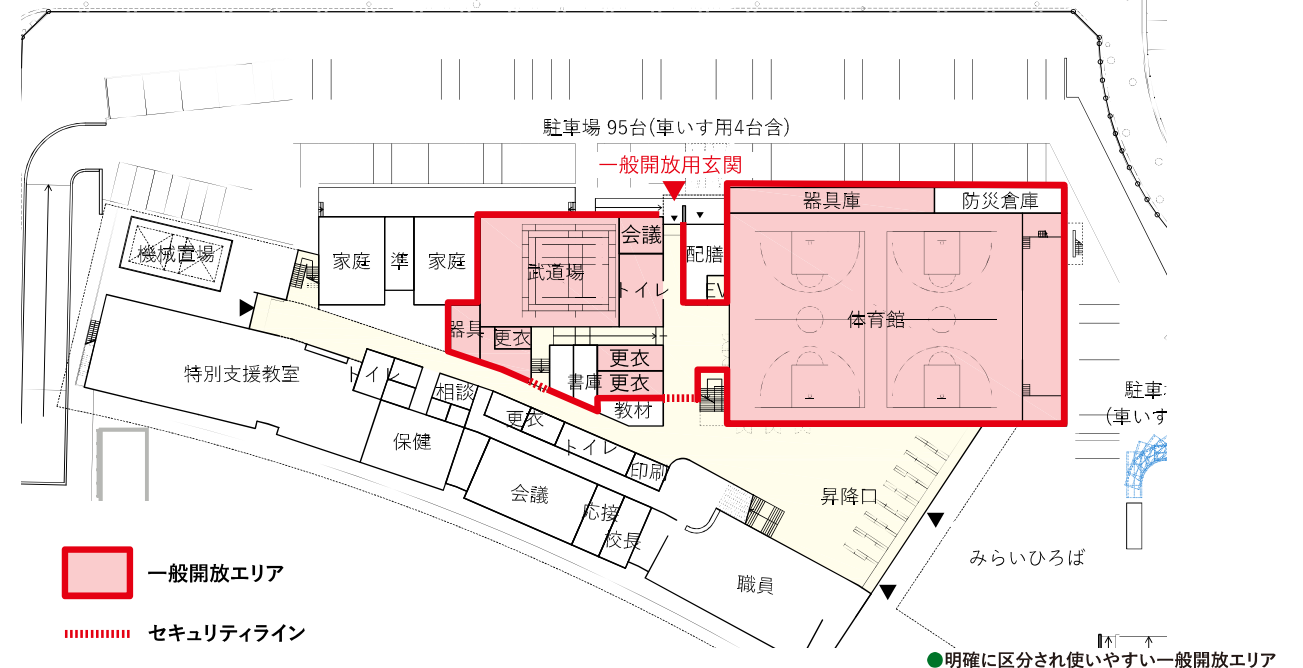 駐車場 95台(車いす用4台含)
一般開放用玄関
器具庫
防災倉庫
会議
配膳
機械置場
家庭
準
家庭
武道場
トイレ
EV
体育館
器具
更衣
更衣
書庫
更衣
特別支援教室
トイレ
相談
教材
更衣
保健
トイレ
印刷
会議
応接
校長
昇降口
職員
みらいひろば
駐車
(車いす
一般開放エリア
セキュリティライン
●明確に区分され使いやすい一般開放エリア